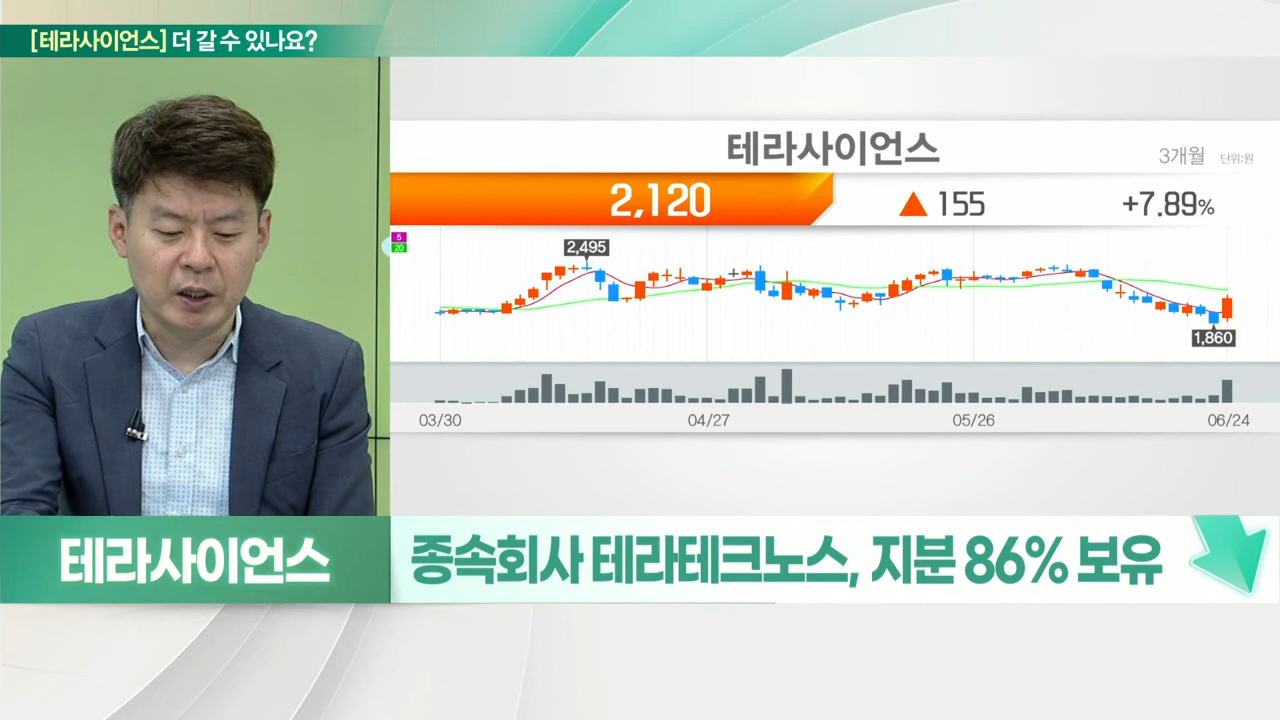 [테라사이언스] 더 갈 수 있나요?
테라사이언스
3개월 단위:원
2,120 ▲ 155 +7.89%
5
20
2,495
1,860
03/30 04/27 05/26 06/24
테라사이언스
종속회사 테라테크노스, 지분 86% 보유